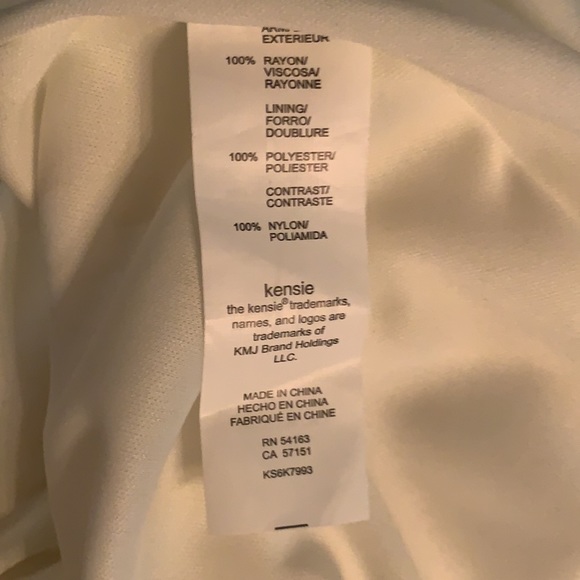 EXTERIEUR
100% RAYON/
VISCOSA/
RAYONNE
LINING/
FORRO/
DOUBLURE
100% POLYESTER/
POLIESTER
CONTRAST/
CONTRASTE
100% NYLON/
POLIAMIDA
kensie
the kensie® trademarks,
names, and logos are
trademarks of
KMJ Brand Holdings
LLC.
MADE IN CHINA
HECHO EN CHINA
FABRIQUÉ EN CHINE
RN 54163
CA 57151
KS6K7993